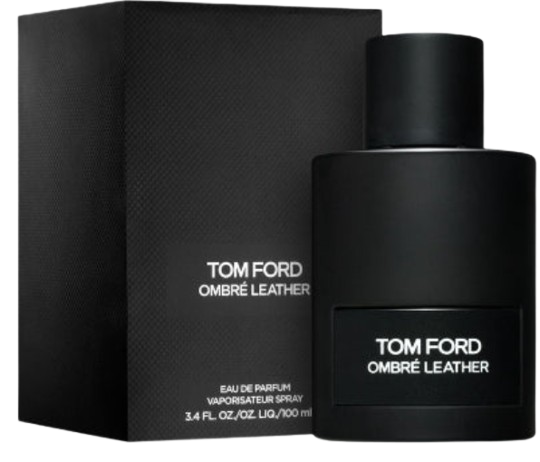 TOM FORD
OMBRÉ LEATHER
EAU DE PARFUM
VAPORISATEUR SPRAY
3.4 FL. OZ./OZ. LIQ./100 ml
TOM FORD
OMBRÉ LEATHER